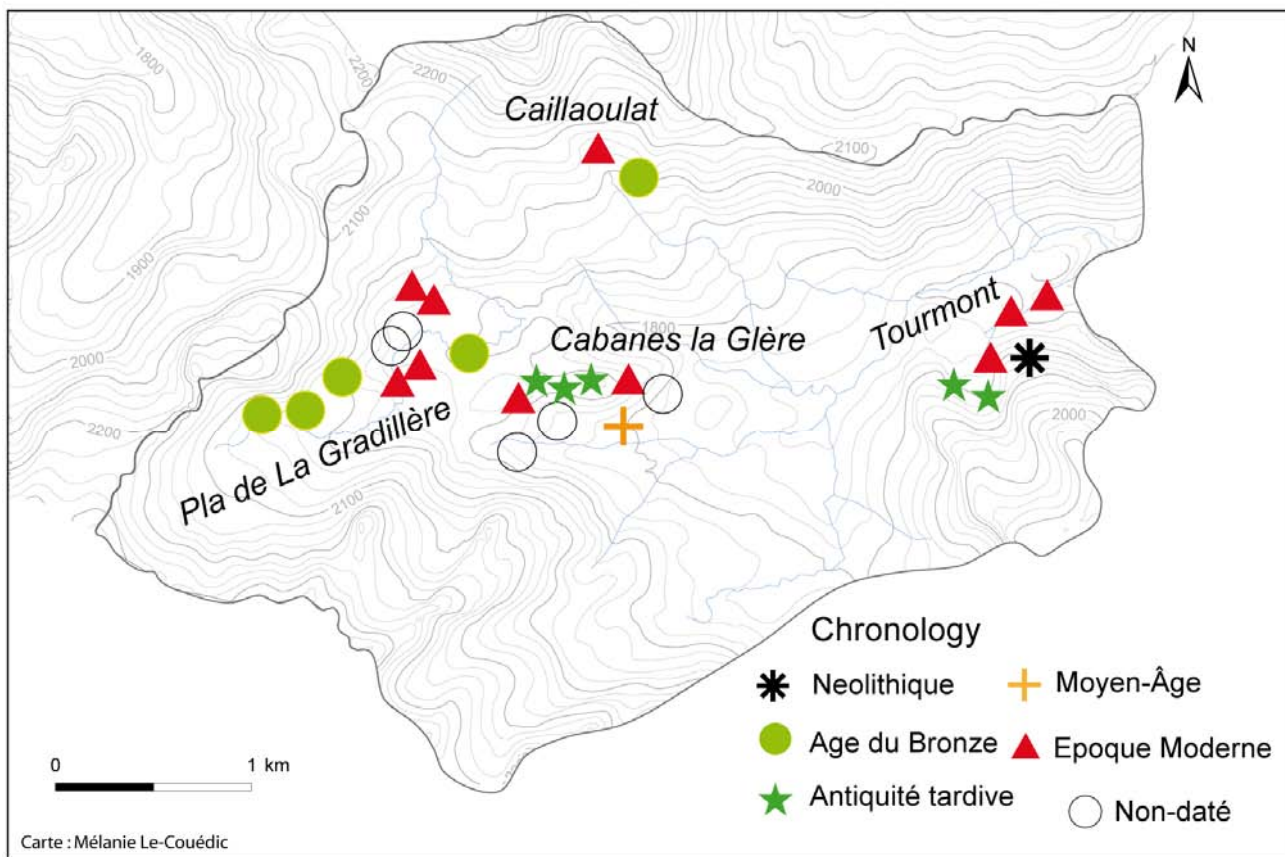 1800
2200
2200
N
Caillaoulat
2100
2000
2100
1900
Tourmont
1800
Cabanes la Glère
2000
2200
Pla de La Gradillère
2000
2100
Chronology
Neolithique
Moyen-Âge
Age du Bronze
Epoque Moderne
Antiquité tardive
Non-daté
0 1 km
Carte : Mélanie Le-Couédic